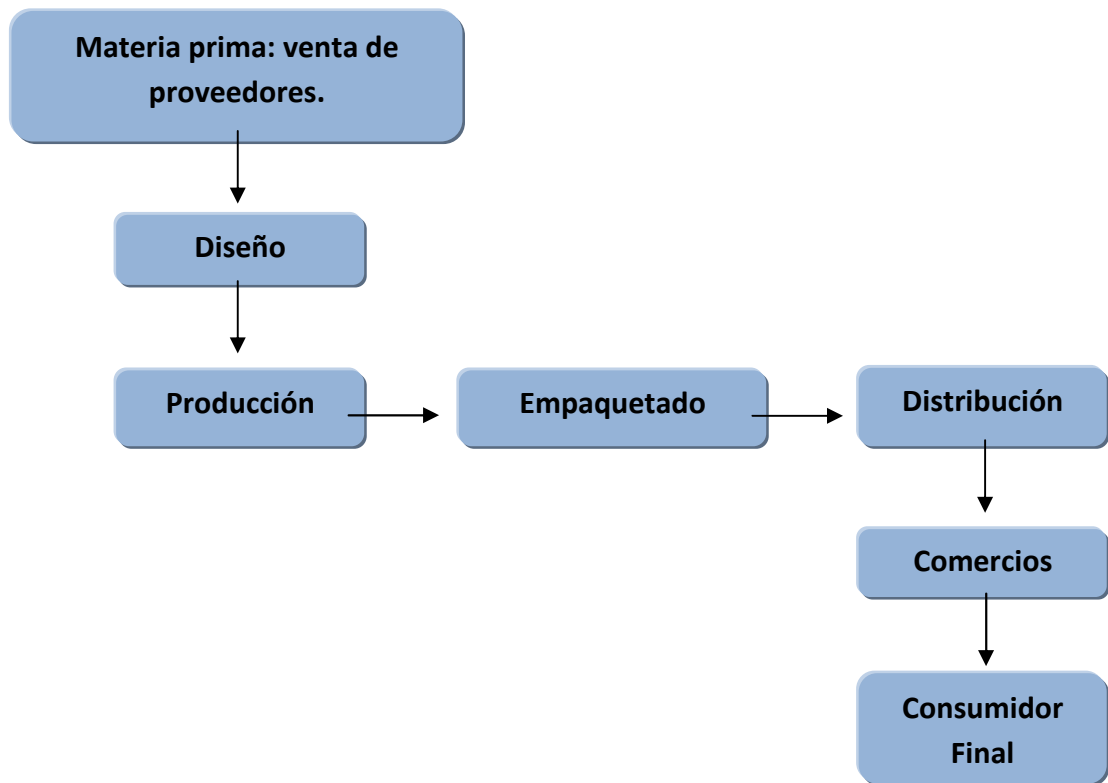 Materia prima: venta de
proveedores.
Diseño
Producción
Empaquetado
Distribución
Comercios
Consumidor
Final